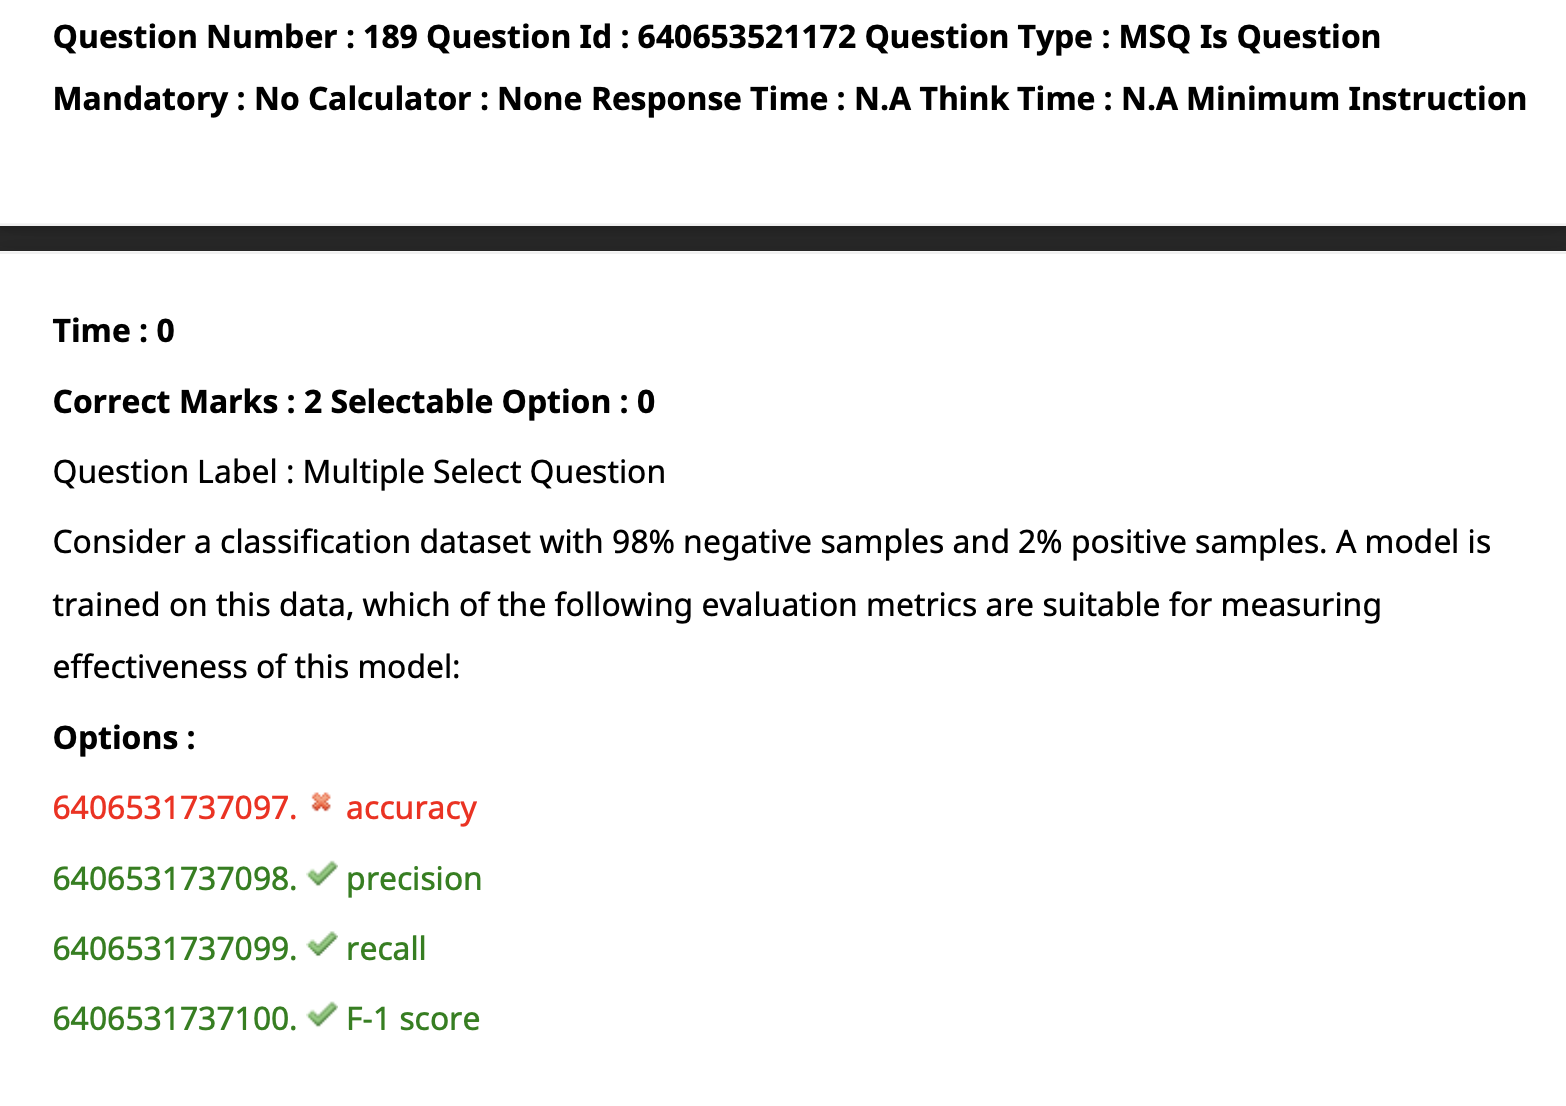 Question Number : 189 Question Id : 640653521172 Question Type : MSQ Is Question
Mandatory : No Calculator : None Response Time : N.A Think Time : N.A Minimum Instruction
Time : 0
Correct Marks : 2 Selectable Option : 0
Question Label : Multiple Select Question
Consider a classification dataset with 98% negative samples and 2% positive samples. A model is
trained on this data, which of the following evaluation metrics are suitable for measuring
effectiveness of this model:
Options :
6406531737097. ✖ accuracy
6406531737098. ✔ precision
6406531737099. ✔ recall
6406531737100. ✔ F-1 score